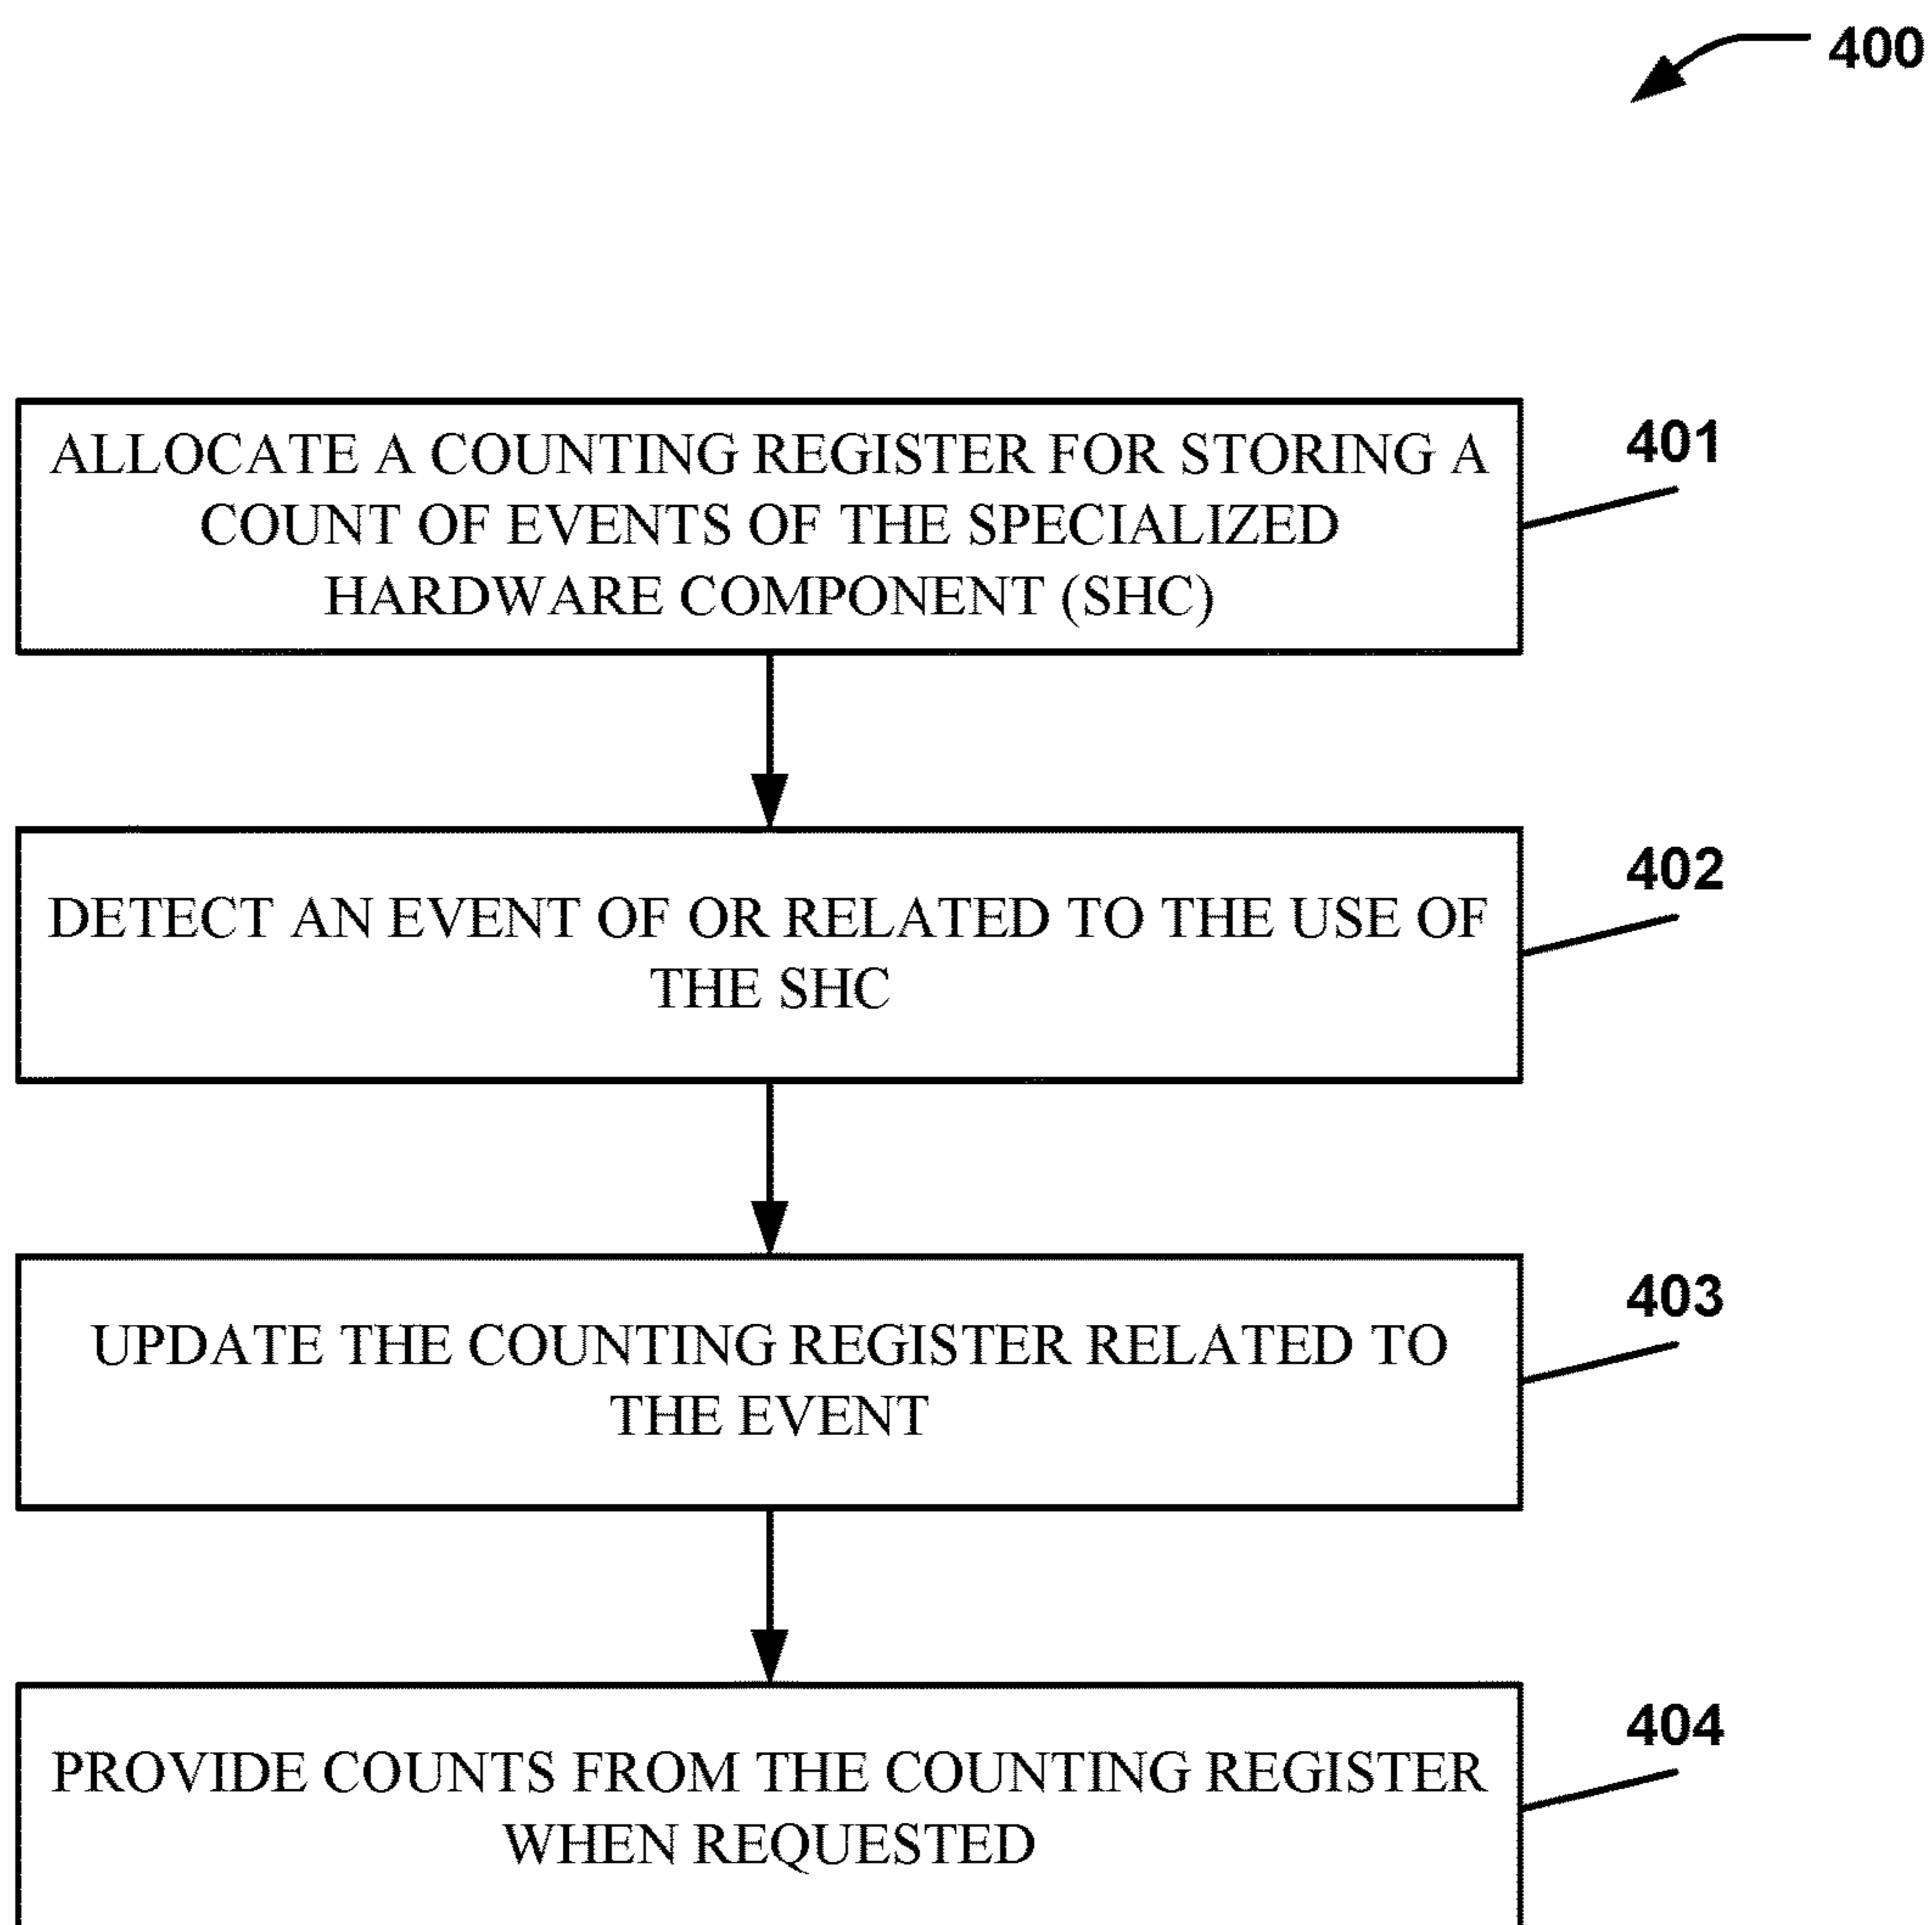 400
ALLOCATE A COUNTING REGISTER FOR STORING A
COUNT OF EVENTS OF THE SPECIALIZED
HARDWARE COMPONENT (SHC)
401
DETECT AN EVENT OF OR RELATED TO THE USE OF
THE SHC
402
UPDATE THE COUNTING REGISTER RELATED TO
THE EVENT
403
PROVIDE COUNTS FROM THE COUNTING REGISTER
WHEN REQUESTED
404